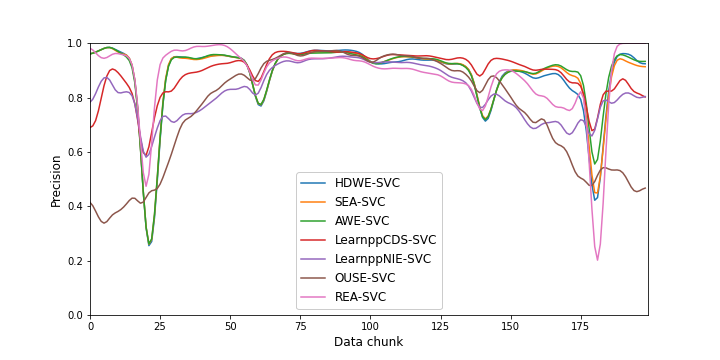 1.0
0.8
0.6
0.4
0.2
0.0
Precision
HDWE-SVC
SEA-SVC
AWE-SVC
LearnppCDS-SVC
LearnppNIE-SVC
OUSE-SVC
REA-SVC
0 25 50 75 100 125 150 175
Data chunk